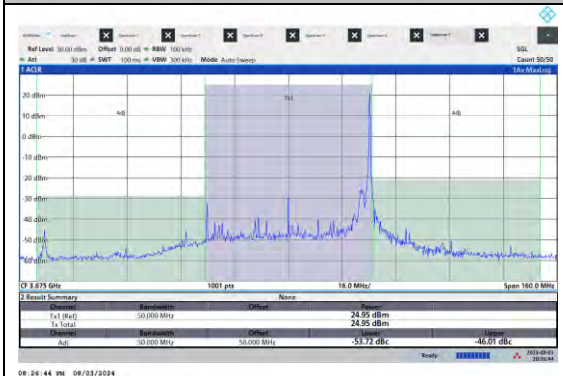 Ref Level 30.00 dBm Offset 9.00 dB RBW 100 kHz SGL
Att 30 dB SWT 100 ms VBW 300 kHz Mode Auto Sweep Count 50/50
1 ACLR
20 dBm
Tx1
10 dBm Adj Adj
0 dBm
-10 dBm
-20 dBm
-30 dBm
-40 dBm
-50 dBm
-60 dBm
CF 3.675 GHz 1001 pts 16.0 MHz/ Span 160.0 MHz
2 Result Summary None
Channel Bandwidth Offset Power
Tx1 (Ref) 50.000 MHz 24.95 dBm
Tx Total 24.95 dBm
Channel Bandwidth Offset Lower Upper
Adj 50.000 MHz 50.000 MHz -53.72 dBc -46.01 dBc
Ready
08:26:44 PM 08/03/2024